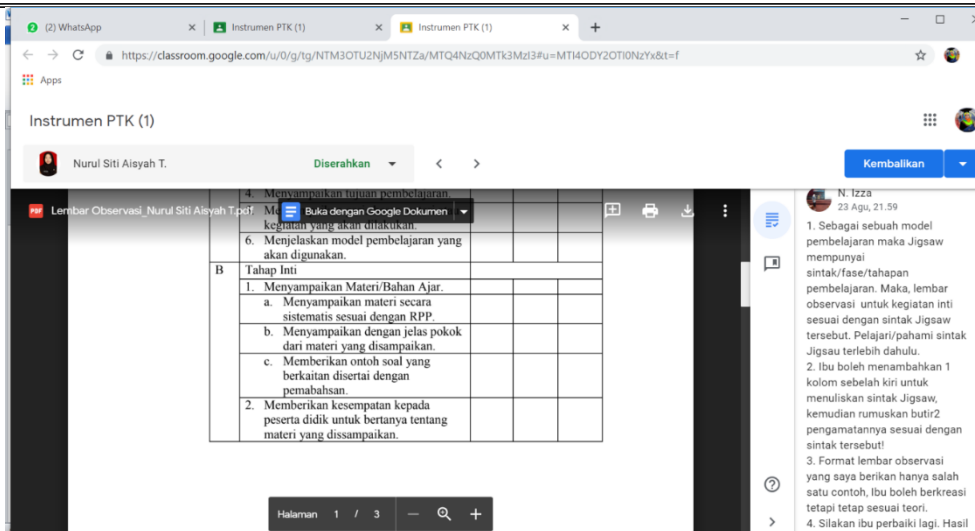 (2) WhatsApp
Instrumen PTK (1)
Instrumen PTK (1)
https://classroom.google.com/u/0/g/tg/NTM3OTU2NjM5NTZa/MTQ4NzQ0MTk3MzI3#u=MTI4ODY2OTI0NzYx&t=f
Apps
Instrumen PTK (1)
Nurul Siti Aisyah T.
Diserahkan
Kembalikan
PDF Lembar Observasi_Nurul Siti Aisyah T.pdf
Buka dengan Google Dokumen
4. Menyampaikan tujuan pembelajaran.
kegiatan yang akan dilakukan.
6. Menjelaskan model pembelajaran yang
akan digunakan.
B Tahap Inti
1. Menyampaikan Materi/Bahan Ajar.
a. Menyampaikan materi secara
sistematis sesuai dengan RPP.
b. Menyampaikan dengan jelas pokok
dari materi yang disampaikan.
c. Memberikan ontoh soal yang
berkaitan disertai dengan
pemabahsan.
2. Memberikan kesempatan kepada
peserta didik untuk bertanya tentang
materi yang dissampaikan.
Halaman 1 / 3
N. Izza
23 Agu, 21.59
1. Sebagai sebuah model
pembelajaran maka Jigsaw
mempunyai
sintak/fase/tahapan
pembelajaran. Maka, lembar
observasi untuk kegiatan inti
sesuai dengan sintak Jigsaw
tersebut. Pelajari/pahami sintak
Jigsau terlebih dahulu.
2. Ibu boleh menambahkan 1
kolom sebelah kiri untuk
menuliskan sintak Jigsaw,
kemudian rumuskan butir2
pengamatannya sesuai dengan
sintak tersebut!
3. Format lembar observasi
yang saya berikan hanya salah
satu contoh, Ibu boleh berkreasi
tetapi tetap sesuai teori.
4. Silakan ibu perbaiki lagi. Hasil